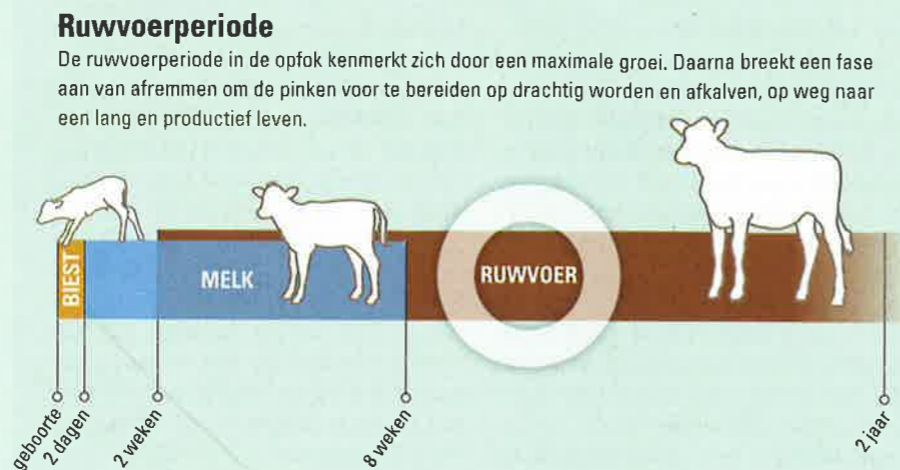 Ruwvoerperiode
De ruwvoerperiode in de opfok kenmerkt zich door een maximale groei. Daarna breekt een fase
aan van afremmen om de pinken voor te bereiden op drachtig worden en afkalven, op weg naar
een lang en productief leven.
BIEST
MELK
RUWVOER
geboorte
2 dagen
2 weken
8 weken
2 jaar